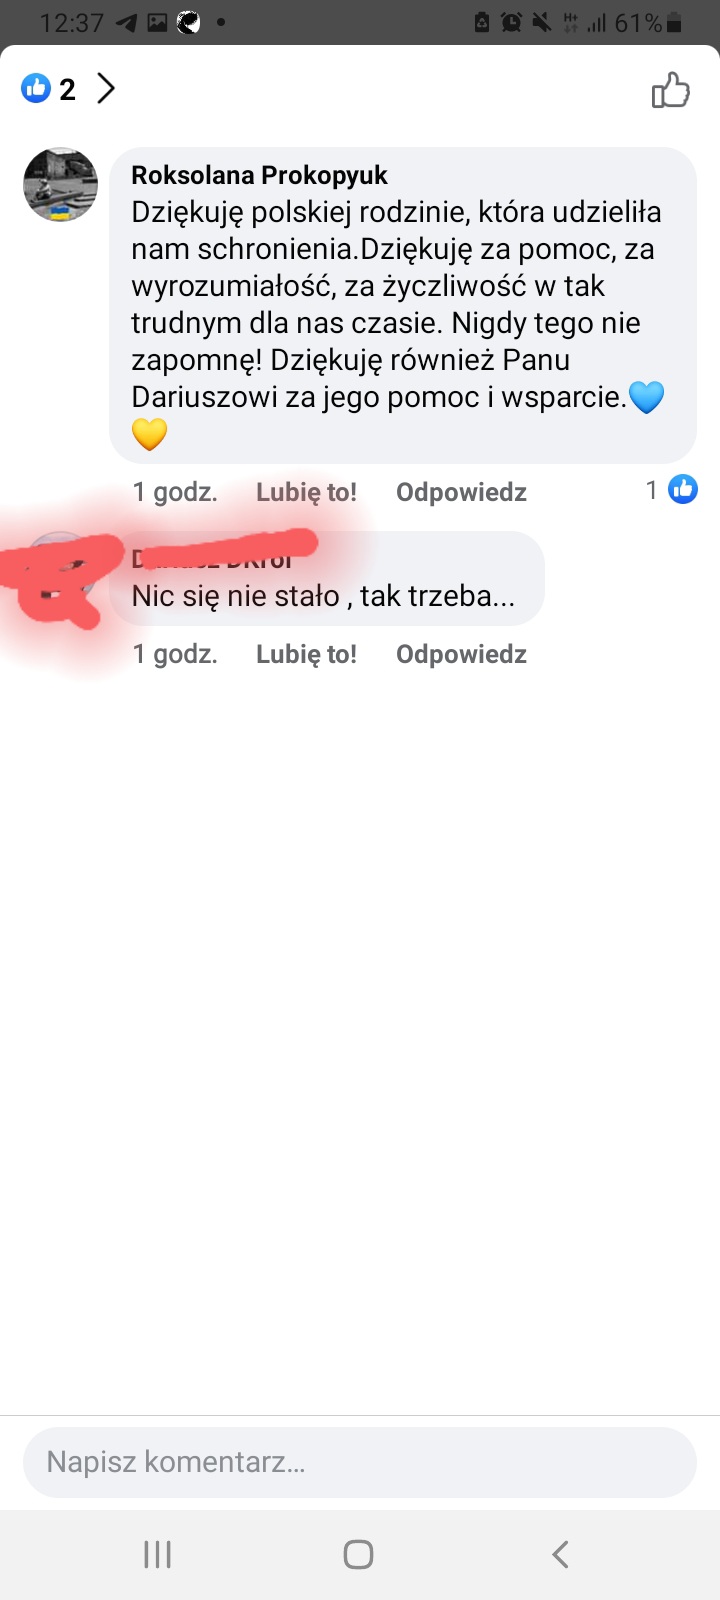 12:37
H+
61%
2
Roksolana Prokopyuk
Dziękuję polskiej rodzinie, która udzieliła
nam schronienia.Dziękuję za pomoc, za
wyrozumiałość, za życzliwość w tak
trudnym dla nas czasie. Nigdy tego nie
zapomnę! Dziękuję również Panu
Dariuszowi za jego pomoc i wsparcie.💙
💛
1 godz. Lubię to! Odpowiedz 1
Nic się nie stało , tak trzeba...
1 godz. Lubię to! Odpowiedz
Napisz komentarz...